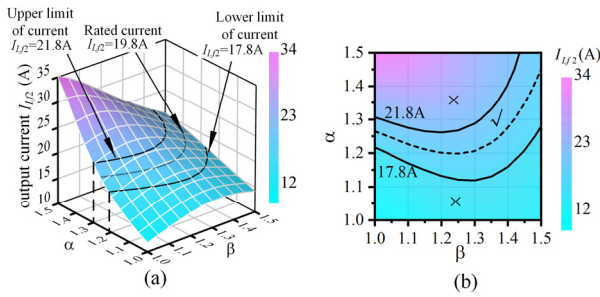 Upper limit
of current
I_Lf2=21.8A
Rated current
I_Lf2=19.8A
Lower limit
of current
I_Lf2=17.8A
34
23
12
output current I_Lf2 (A)
35
30
25
20
15
10
1.5
1.4
1.3
1.2
1.1
1.0
α
1.0
1.1
1.2
1.3
1.4
1.5
β
(a)
I_Lf2(A)
34
23
12
1.5
1.4
1.3
1.2
1.1
1.0
α
21.8A
17.8A
×
√
×
1.0 1.1 1.2 1.3 1.4 1.5
β
(b)